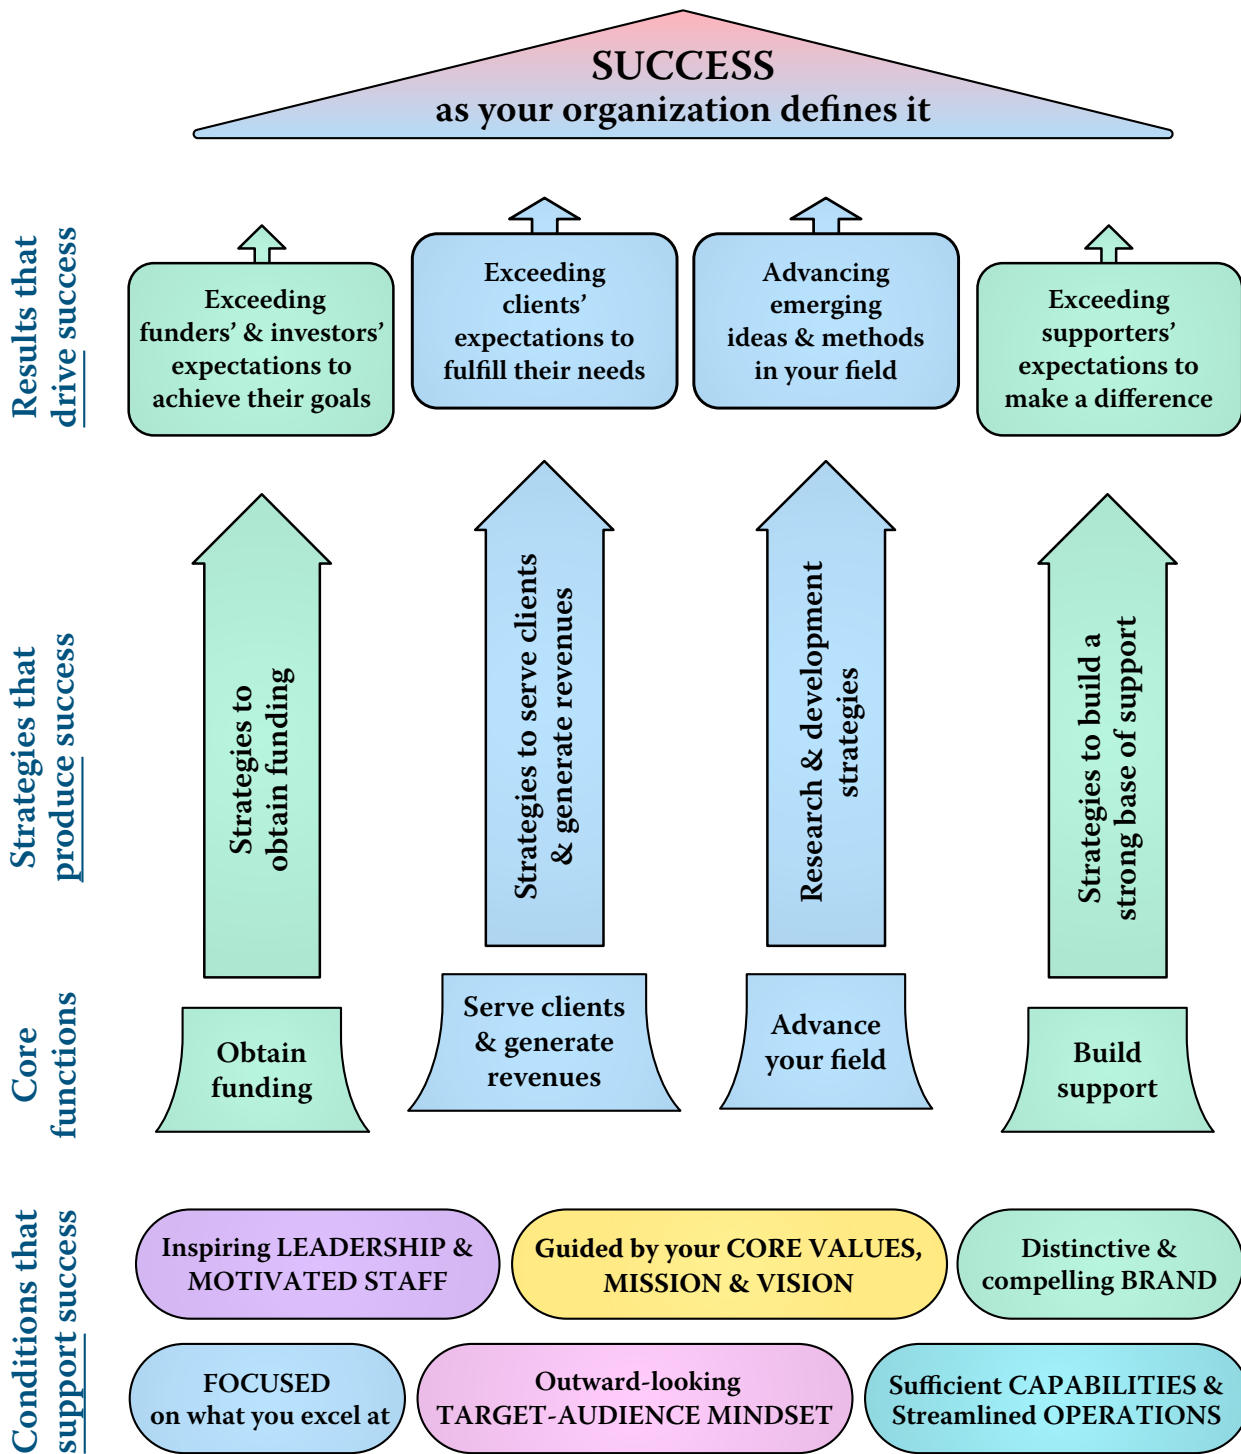 SUCCESS
as your organization defines it
Results that
drive success
Exceeding
funders’ & investors’
expectations to
achieve their goals
Exceeding
clients’
expectations to
fulfill their needs
Advancing
emerging
ideas & methods
in your field
Exceeding
supporters’
expectations to
make a difference
Strategies that
produce success
Strategies to
obtain funding
Strategies to serve clients
& generate revenues
Research & development
strategies
Strategies to build a
strong base of support
Core
functions
Obtain
funding
Serve clients
& generate
revenues
Advance
your field
Build
support
Conditions that
support success
Inspiring LEADERSHIP &
MOTIVATED STAFF
Guided by your CORE VALUES,
MISSION & VISION
Distinctive &
compelling BRAND
FOCUSED
on what you excel at
Outward-looking
TARGET-AUDIENCE MINDSET
Sufficient CAPABILITIES &
Streamlined OPERATIONS